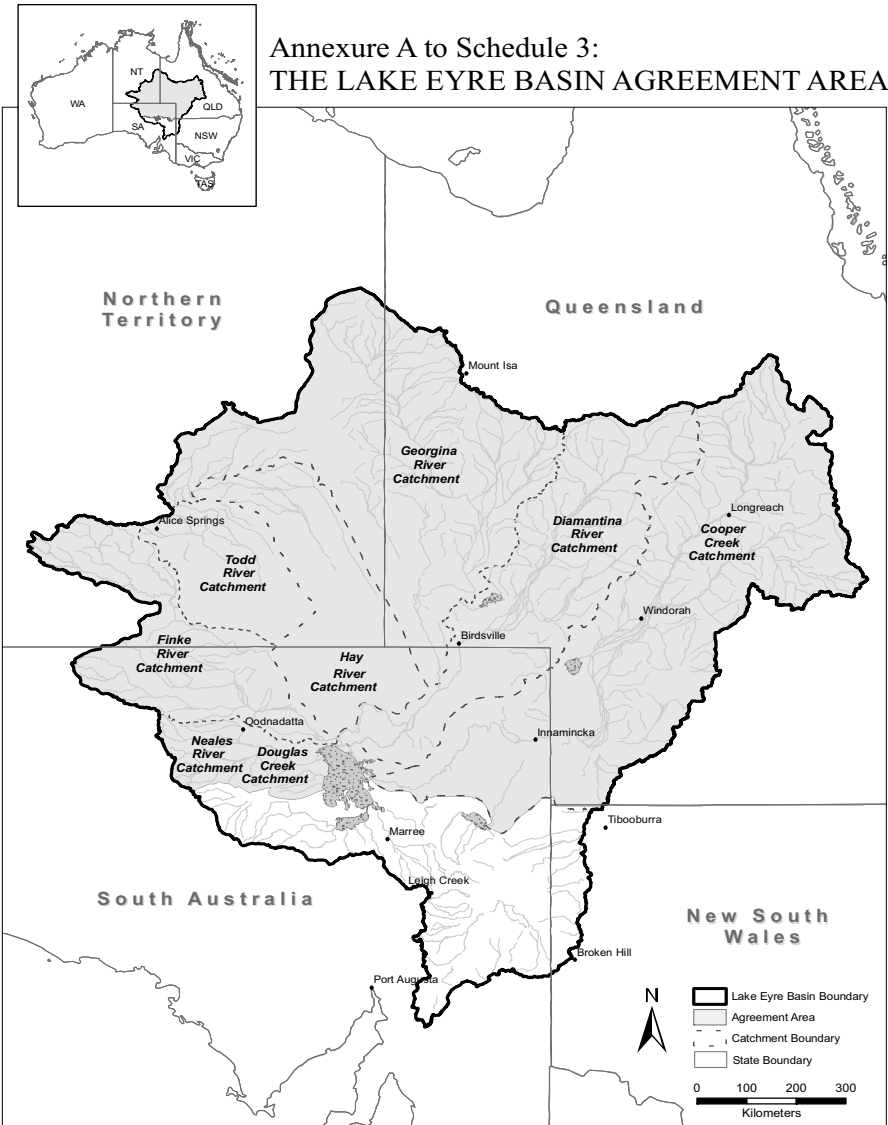 Annexure A to Schedule 3:
THE LAKE EYRE BASIN AGREEMENT AREA
NT
WA
QLD
SA
NSW
VIC
TAS
Northern
Territory
Queensland
Mount Isa
Georgina
River
Catchment
Alice Springs
Longreach
Diamantina
River
Catchment
Cooper
Creek
Catchment
Todd
River
Catchment
Windorah
Birdsville
Finke
River
Catchment
Hay
River
Catchment
Oodnadatta
Innamincka
Neales
River
Catchment
Douglas
Creek
Catchment
Tibooburra
Marree
Leigh Creek
South Australia
New South
Wales
Broken Hill
Port Augusta
N
Lake Eyre Basin Boundary
Agreement Area
Catchment Boundary
State Boundary
0 100 200 300
Kilometers